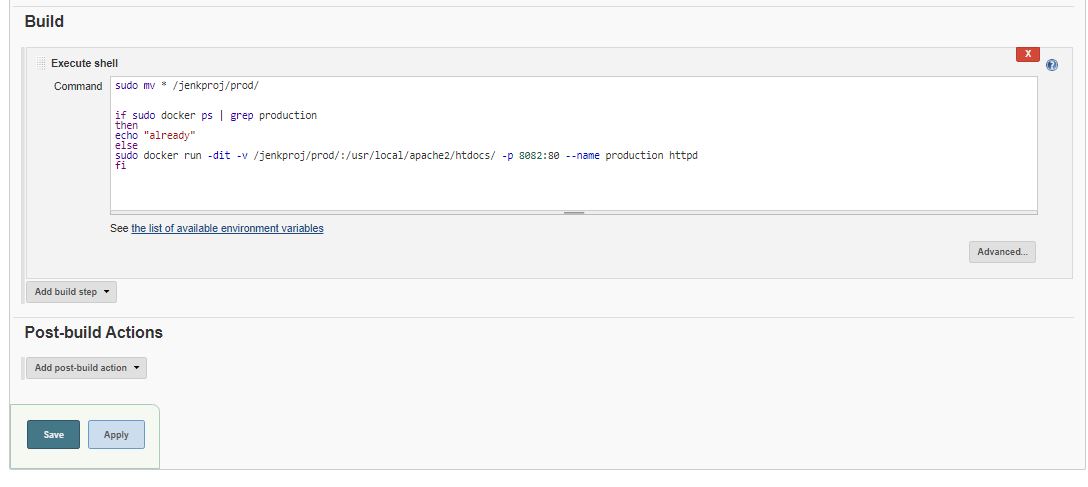 Build
X
Execute shell
?
Command
sudo mv * /jenkproj/prod/
if sudo docker ps | grep production
then
echo "already"
else
sudo docker run -dit -v /jenkproj/prod/:/usr/local/apache2/htdocs/ -p 8082:80 --name production httpd
fi
See the list of available environment variables
Advanced...
Add build step
Post-build Actions
Add post-build action
Save Apply